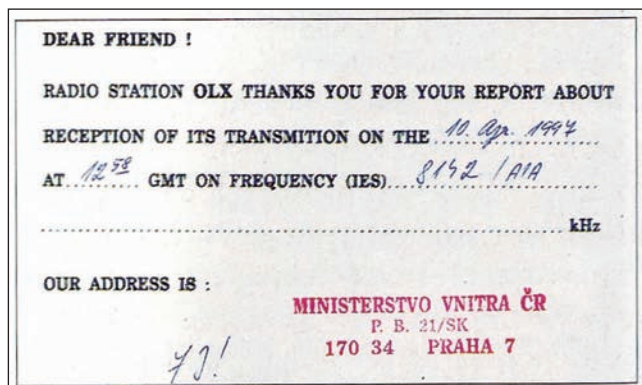 DEAR FRIEND !
RADIO STATION OLX THANKS YOU FOR YOUR REPORT ABOUT
RECEPTION OF ITS TRANSMITION ON THE 10. Apr. 1997
AT 12 58 GMT ON FREQUENCY (IES) 8142 / A1A
kHz
OUR ADDRESS IS :
MINISTERSTVO VNITRA ČR
P. B. 21/SK
170 34 PRAHA 7
73!